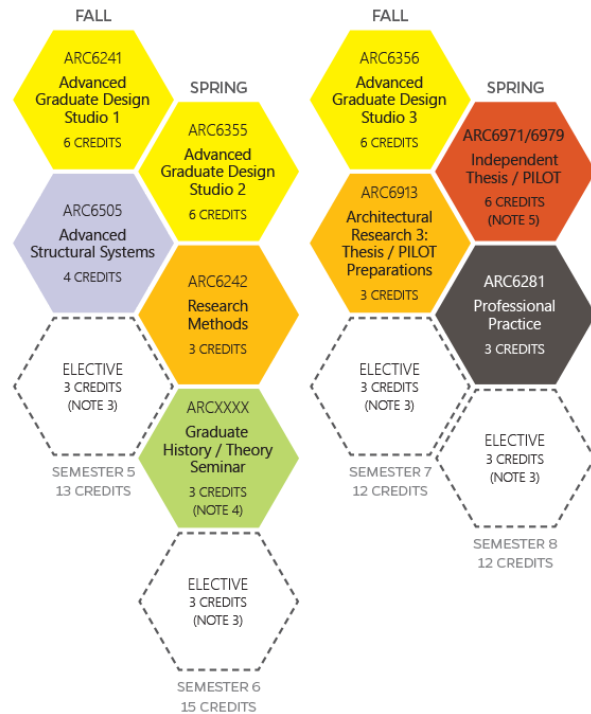 FALL
ARC6241
Advanced
Graduate Design
Studio 1
6 CREDITS
ARC6505
Advanced
Structural Systems
4 CREDITS
ELECTIVE
3 CREDITS
(NOTE 3)
SEMESTER 5
13 CREDITS
SPRING
ARC6355
Advanced
Graduate Design
Studio 2
6 CREDITS
ARC6242
Research
Methods
3 CREDITS
ARCXXXX
Graduate
History / Theory
Seminar
3 CREDITS
(NOTE 4)
ELECTIVE
3 CREDITS
(NOTE 3)
SEMESTER 6
15 CREDITS
FALL
ARC6356
Advanced
Graduate Design
Studio 3
6 CREDITS
ARC6913
Architectural
Research 3:
Thesis / PILOT
Preparations
3 CREDITS
ELECTIVE
3 CREDITS
(NOTE 3)
SEMESTER 7
12 CREDITS
SPRING
ARC6971/6979
Independent
Thesis / PILOT
6 CREDITS
(NOTE 5)
ARC6281
Professional
Practice
3 CREDITS
ELECTIVE
3 CREDITS
(NOTE 3)
SEMESTER 8
12 CREDITS